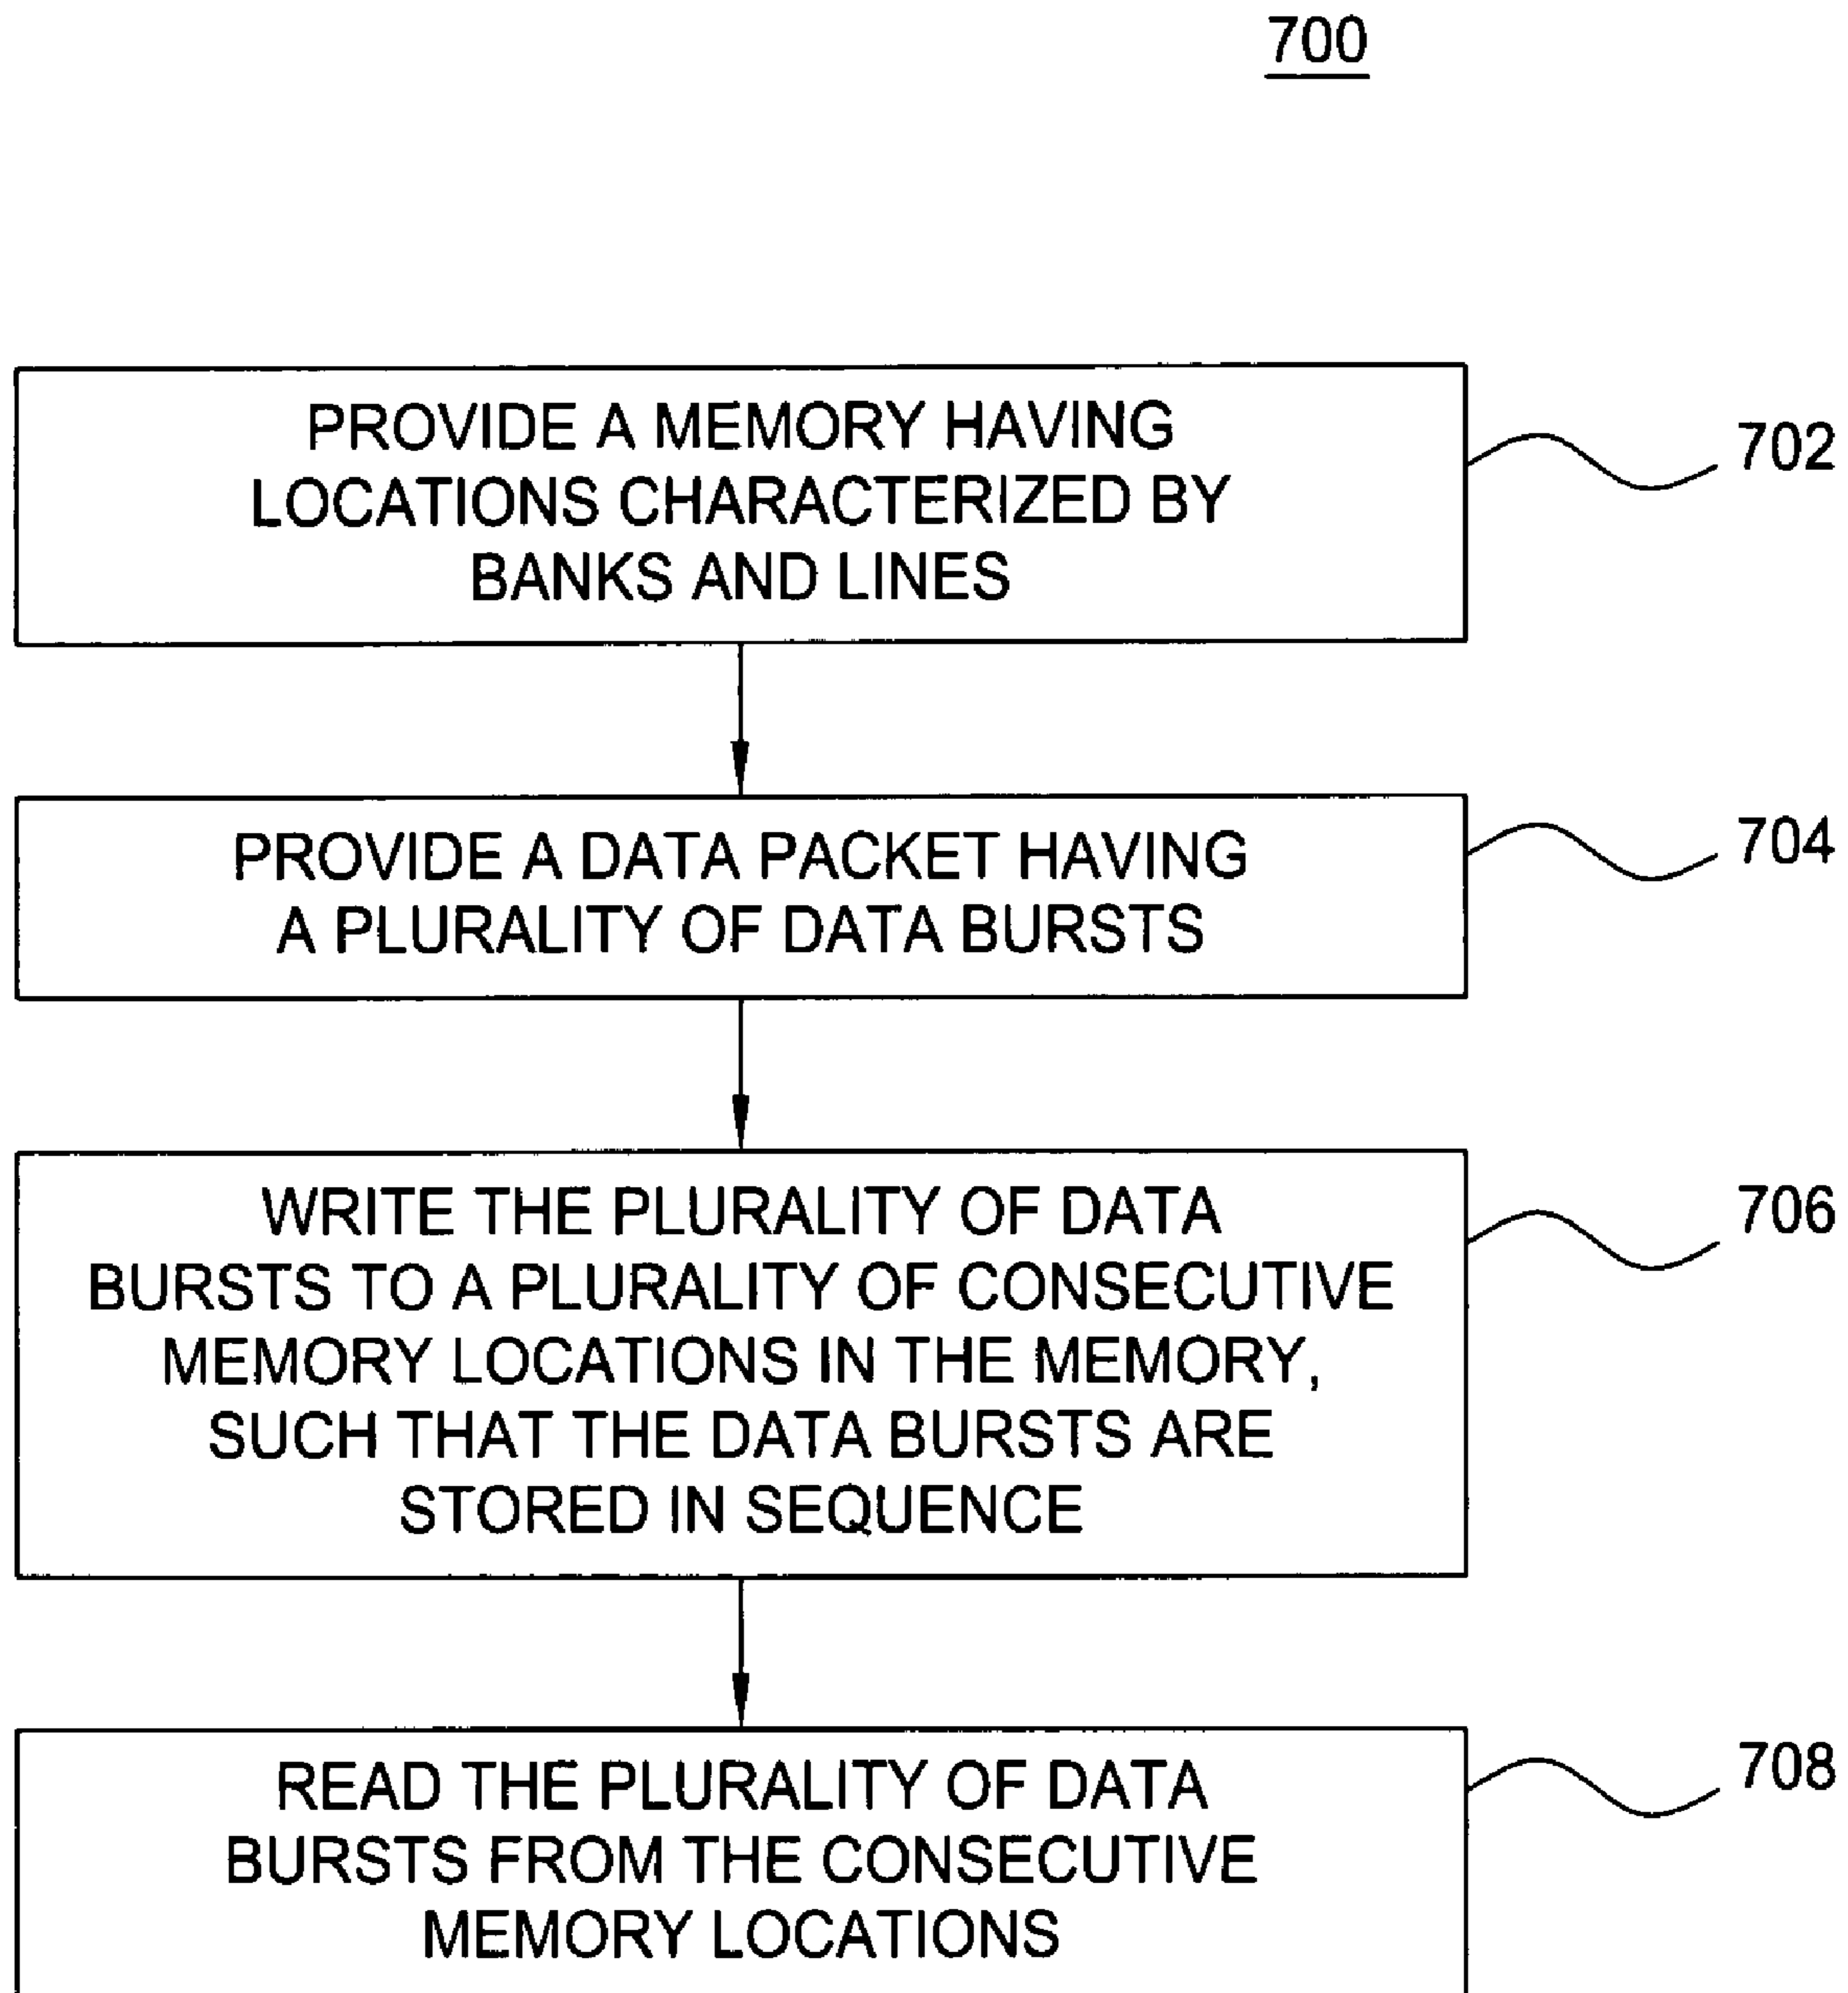 700
PROVIDE A MEMORY HAVING
LOCATIONS CHARACTERIZED BY
BANKS AND LINES
702
PROVIDE A DATA PACKET HAVING
A PLURALITY OF DATA BURSTS
704
WRITE THE PLURALITY OF DATA
BURSTS TO A PLURALITY OF CONSECUTIVE
MEMORY LOCATIONS IN THE MEMORY,
SUCH THAT THE DATA BURSTS ARE
STORED IN SEQUENCE
706
READ THE PLURALITY OF DATA
BURSTS FROM THE CONSECUTIVE
MEMORY LOCATIONS
708